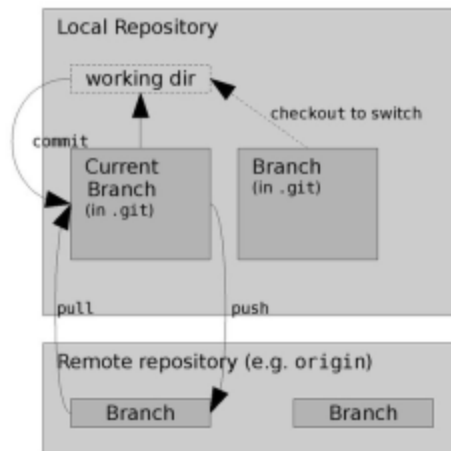 Local Repository
working dir
checkout to switch
commit
Current
Branch
(in .git)
Branch
(in .git)
pull
push
Remote repository (e.g. origin)
Branch
Branch